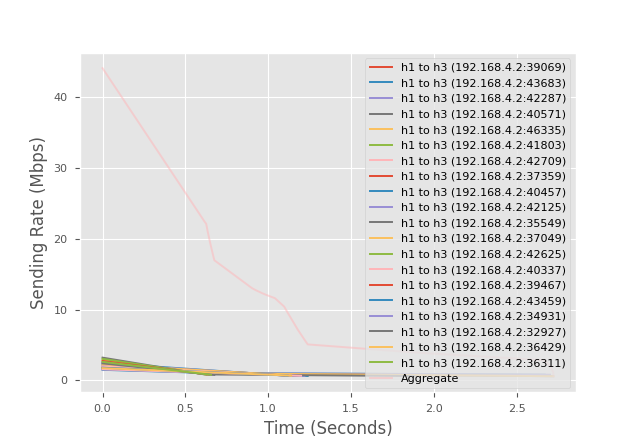 h1 to h3 (192.168.4.2:39069)
h1 to h3 (192.168.4.2:43683)
h1 to h3 (192.168.4.2:42287)
h1 to h3 (192.168.4.2:40571)
h1 to h3 (192.168.4.2:46335)
h1 to h3 (192.168.4.2:41803)
h1 to h3 (192.168.4.2:42709)
h1 to h3 (192.168.4.2:37359)
h1 to h3 (192.168.4.2:40457)
h1 to h3 (192.168.4.2:42125)
h1 to h3 (192.168.4.2:35549)
h1 to h3 (192.168.4.2:37049)
h1 to h3 (192.168.4.2:42625)
h1 to h3 (192.168.4.2:40337)
h1 to h3 (192.168.4.2:39467)
h1 to h3 (192.168.4.2:43459)
h1 to h3 (192.168.4.2:34931)
h1 to h3 (192.168.4.2:32927)
h1 to h3 (192.168.4.2:36429)
h1 to h3 (192.168.4.2:36311)
Aggregate
Sending Rate (Mbps)
40
30
20
10
0
0.0 0.5 1.0 1.5 2.0 2.5
Time (Seconds)